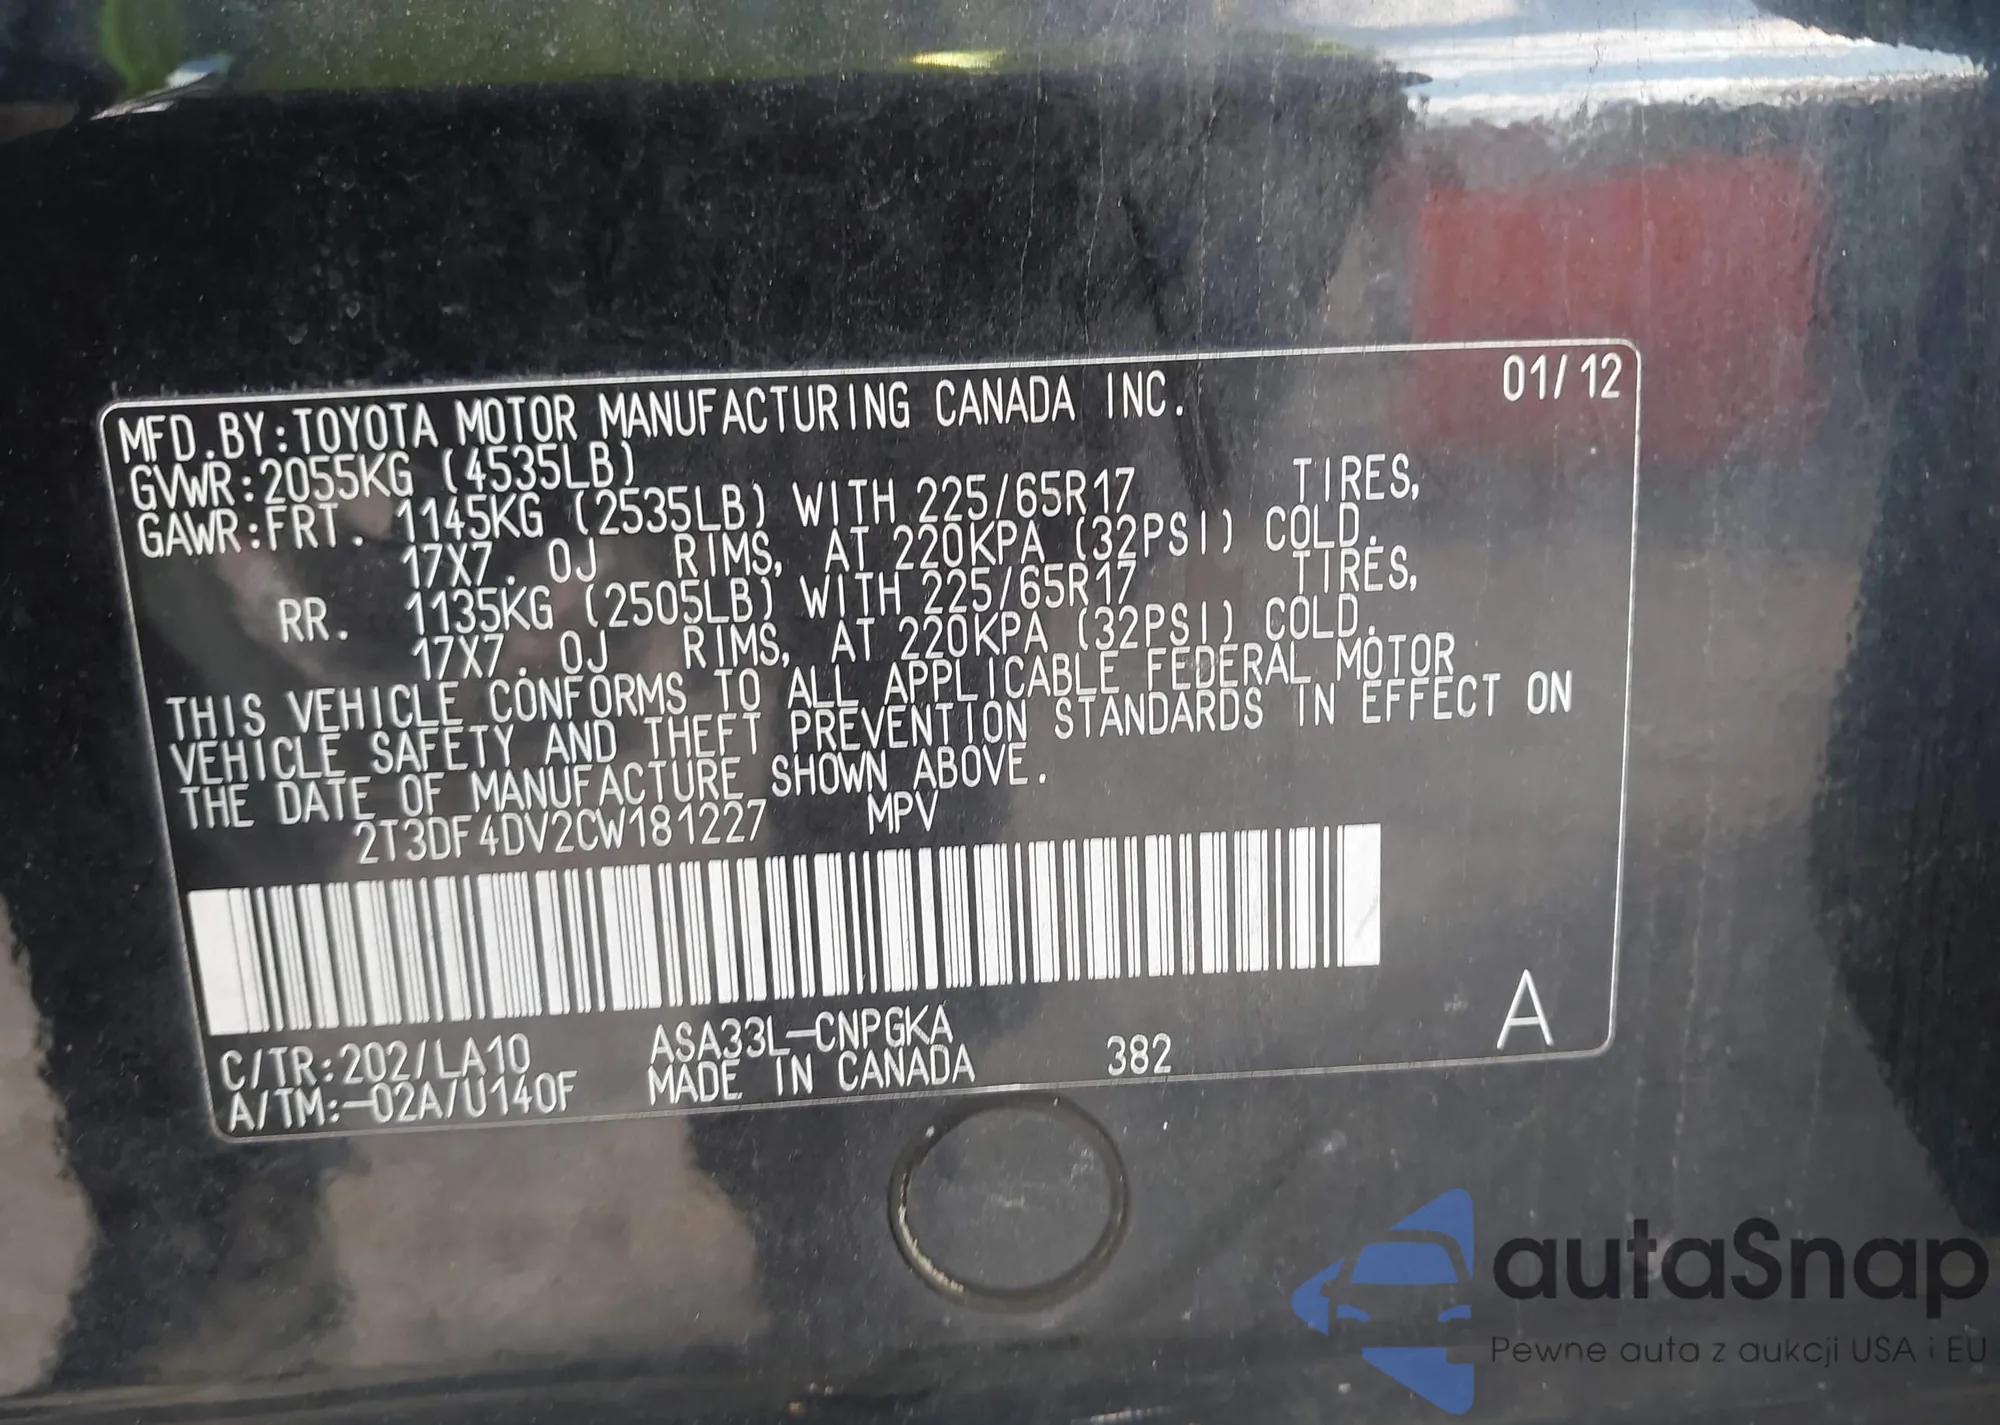 MFD.BY:TOYOTA MOTOR MANUFACTURING CANADA INC. 01/12
GVWR:2055KG (4535LB)
GAWR:FRT. 1145KG (2535LB) WITH 225/65R17 TIRES,
17X7.0J RIMS, AT 220KPA (32PSI) COLD.
RR. 1135KG (2505LB) WITH 225/65R17 TIRES,
17X7.0J RIMS, AT 220KPA (32PSI) COLD.
THIS VEHICLE CONFORMS TO ALL APPLICABLE FEDERAL MOTOR
VEHICLE SAFETY AND THEFT PREVENTION STANDARDS IN EFFECT ON
THE DATE OF MANUFACTURE SHOWN ABOVE.
2T3DF4DV2CW181227 MPV
C/TR:202/LA10 ASA33L-CNPGKA
A/TM:-02A/U140F MADE IN CANADA 382 A
autaSnap
Pewne auta z aukcji USA i EU